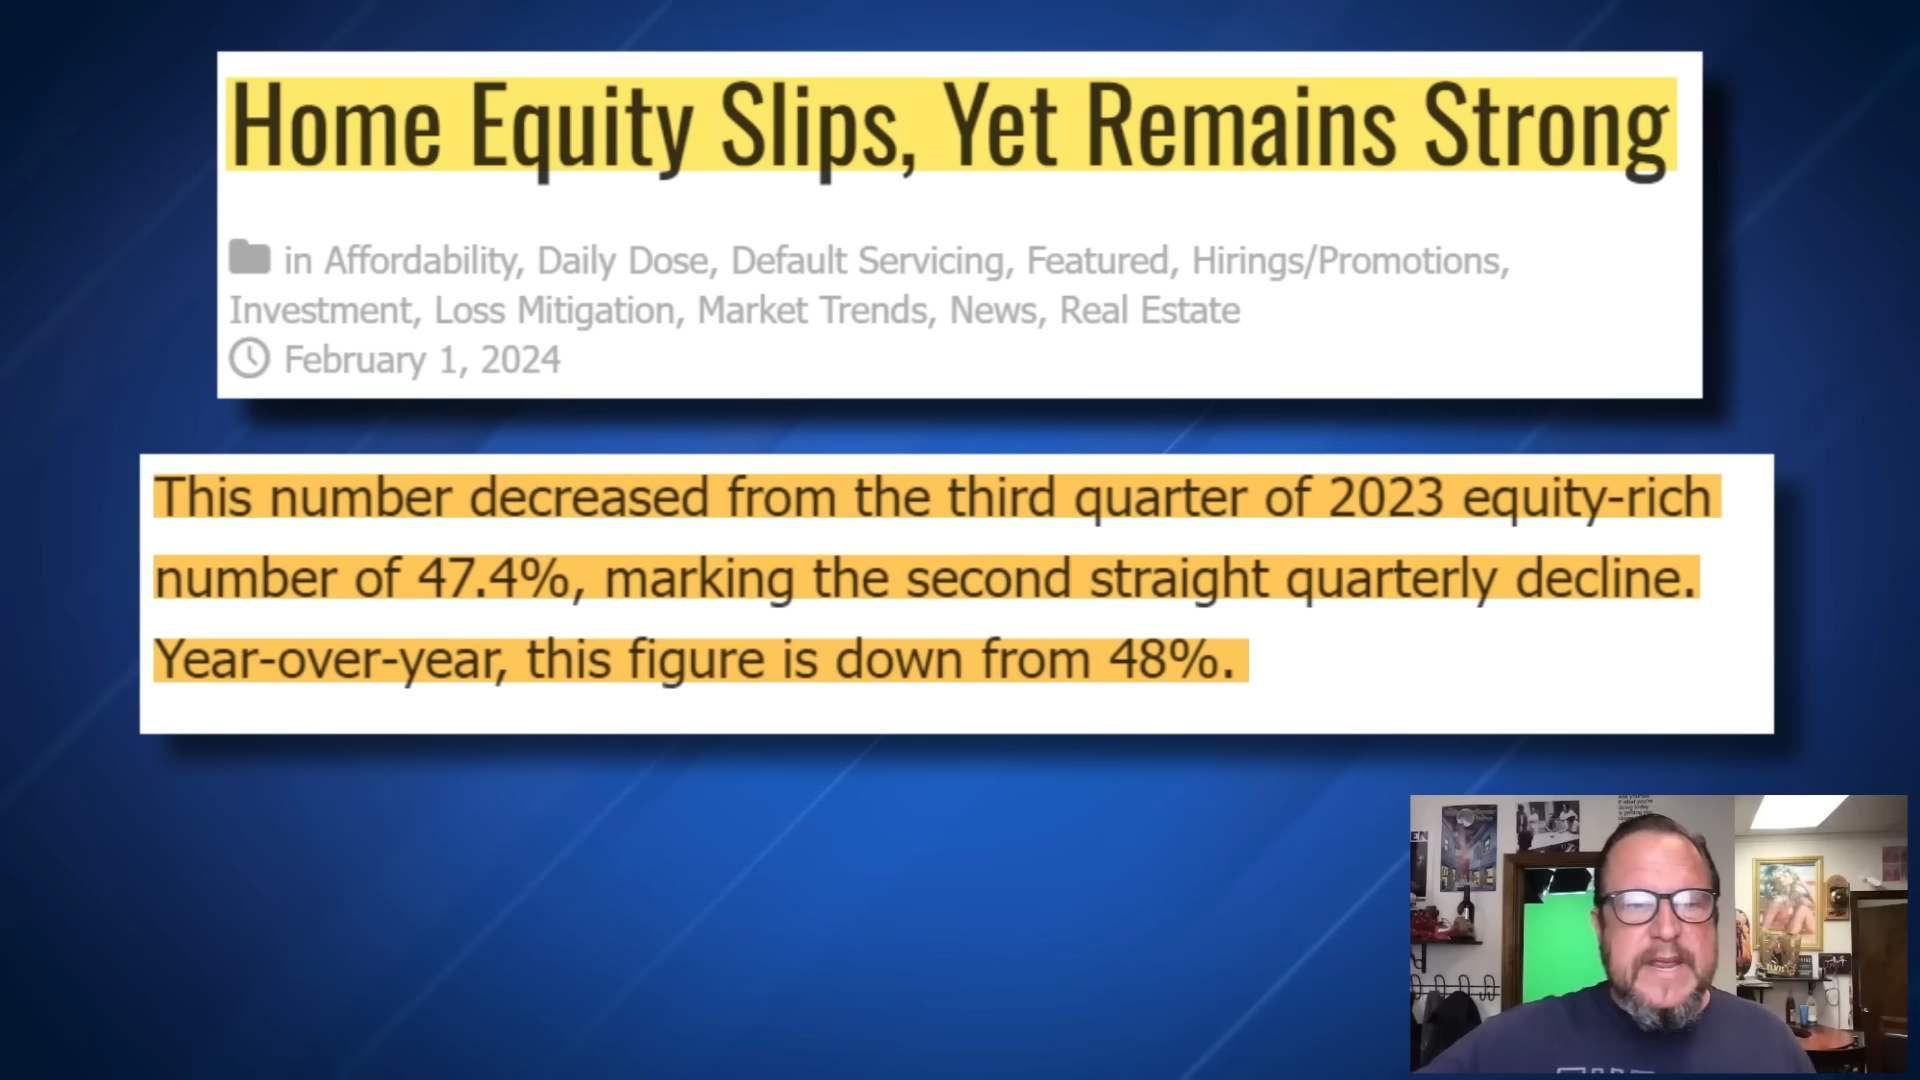 Home Equity Slips, Yet Remains Strong
in Affordability, Daily Dose, Default Servicing, Featured, Hirings/Promotions,
Investment, Loss Mitigation, Market Trends, News, Real Estate
February 1, 2024
This number decreased from the third quarter of 2023 equity-rich
number of 47.4%, marking the second straight quarterly decline.
Year-over-year, this figure is down from 48%.